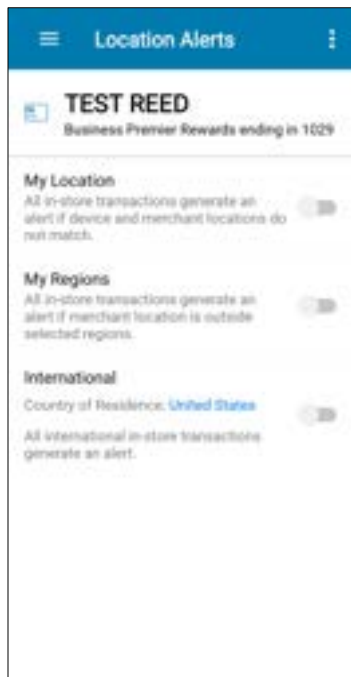 Location Alerts
TEST REED
Business Premier Rewards ending in 1029
My Location
All in-store transactions generate an
alert if device and merchant locations do
not match.
My Regions
All in-store transactions generate an
alert if merchant location is outside
selected regions.
International
Country of Residence: United States
All international in-store transactions
generate an alert.